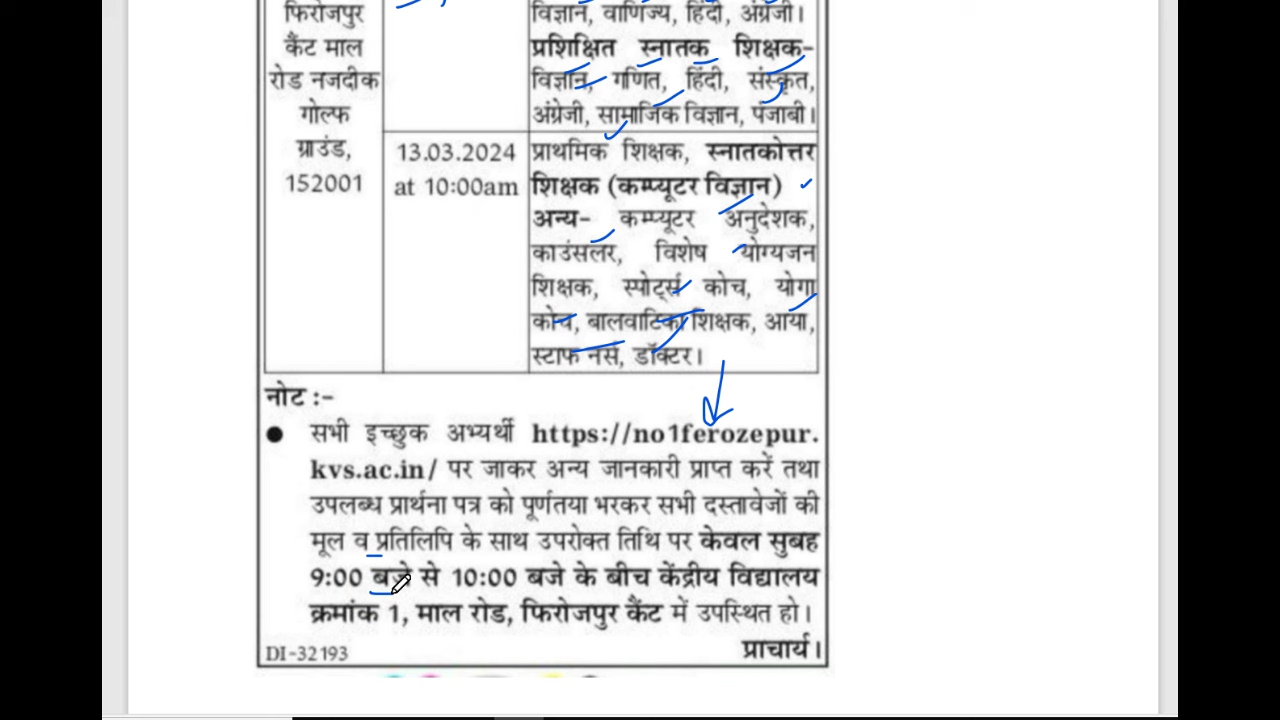 फिरोजपुर
कैंट माल
रोड नजदीक
गोल्फ
ग्राउंड,
152001
विज्ञान, वाणिज्य, हिंदी, अंग्रेजी।
प्रशिक्षित स्नातक शिक्षक-
विज्ञान, गणित, हिंदी, संस्कृत,
अंग्रेजी, सामाजिक विज्ञान, पंजाबी।
13.03.2024
at 10:00am
प्राथमिक शिक्षक, स्नातकोत्तर
शिक्षक (कम्प्यूटर विज्ञान)
अन्य- कम्प्यूटर अनुदेशक,
काउंसलर, विशेष योग्यजन
शिक्षक, स्पोर्ट्स कोच, योगा
कोच, बालवाटिका शिक्षक, आया,
स्टाफ नर्स, डॉक्टर।
नोट :-
● सभी इच्छुक अभ्यर्थी https://no1ferozepur.
kvs.ac.in/ पर जाकर अन्य जानकारी प्राप्त करें तथा
उपलब्ध प्रार्थना पत्र को पूर्णतया भरकर सभी दस्तावेजों की
मूल व प्रतिलिपि के साथ उपरोक्त तिथि पर केवल सुबह
9:00 बजे से 10:00 बजे के बीच केंद्रीय विद्यालय
क्रमांक 1, माल रोड, फिरोजपुर कैंट में उपस्थित हो।
DI-32193 प्राचार्य।